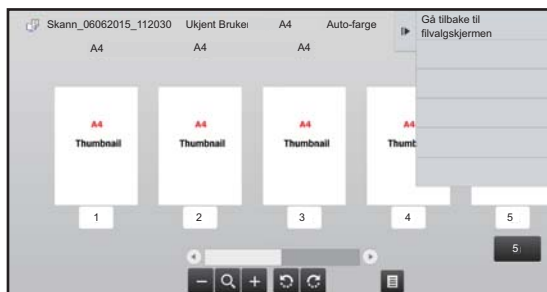 Skann_06062015_112030 Ukjent Bruker A4 Auto-farge
A4 A4 A4
Gå tilbake til
filvalgskjermen
A4
Thumbnail
A4
Thumbnail
A4
Thumbnail
A4
Thumb
1 2 3 4 5
5